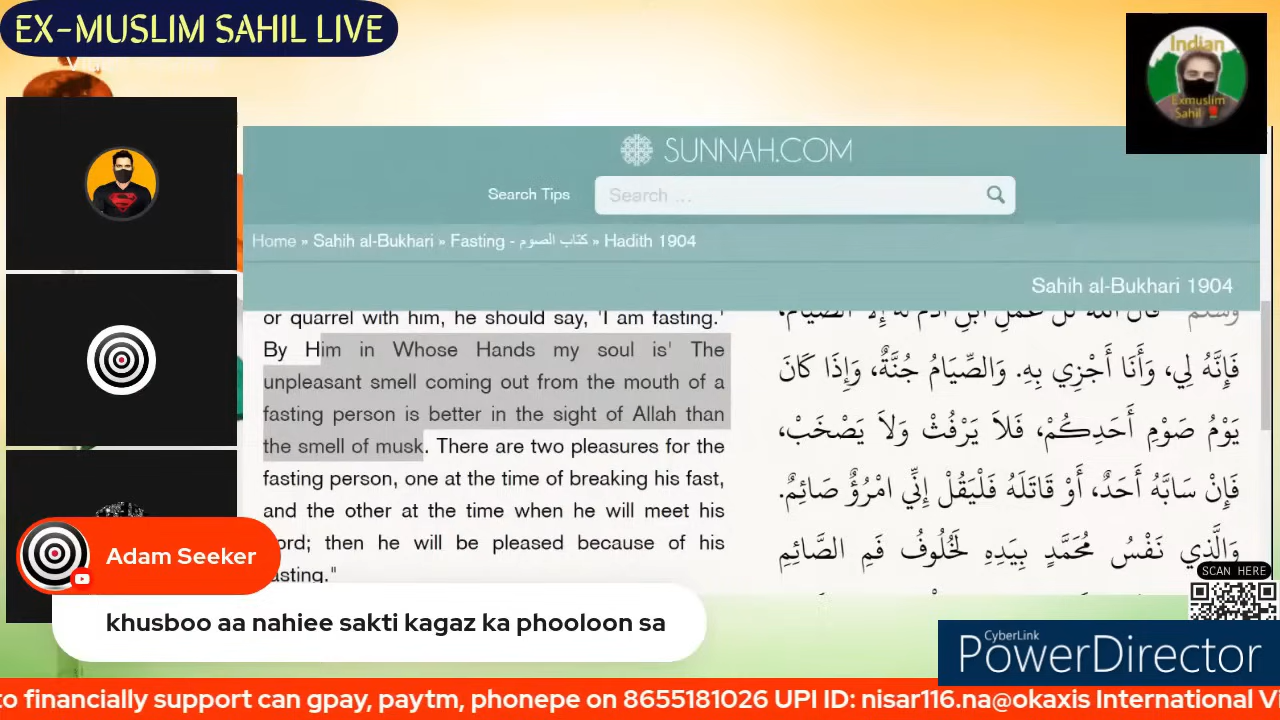 EX-MUSLIM SAHIL LIVE
Indian
Exmuslim
Sahil
SUNNAH.COM
Search Tips
Search ...
Home » Sahih al-Bukhari » Fasting - كتاب الصوم » Hadith 1904
Sahih al-Bukhari 1904
or quarrel with him, he should say, 'I am fasting.'
By Him in Whose Hands my soul is' The
unpleasant smell coming out from the mouth of a
fasting person is better in the sight of Allah than
the smell of musk. There are two pleasures for the
fasting person, one at the time of breaking his fast,
and the other at the time when he will meet his
ord; then he will be pleased because of his
asting."
فَإِنَّهُ لِي، وَأَنَا أَجْزِي بِهِ. وَالصِّيَامُ جُنَّةٌ، وَإِذَا كَانَ
يَوْمُ صَوْمِ أَحَدِكُمْ، فَلاَ يَرْفُثْ وَلاَ يَصْخَبْ،
فَإِنْ سَابَّهُ أَحَدٌ، أَوْ قَاتَلَهُ فَلْيَقُلْ إِنِّي امْرُؤٌ صَائِمٌ.
وَالَّذِي نَفْسُ مُحَمَّدٍ بِيَدِهِ لَخُلُوفُ فَمِ الصَّائِمِ
Adam Seeker
khusboo aa nahiee sakti kagaz ka phooloon sa
SCAN HERE
CyberLink
PowerDirector
to financially support can gpay, paytm, phonepe on 8655181026 UPI ID: nisar116.na@okaxis International Vi